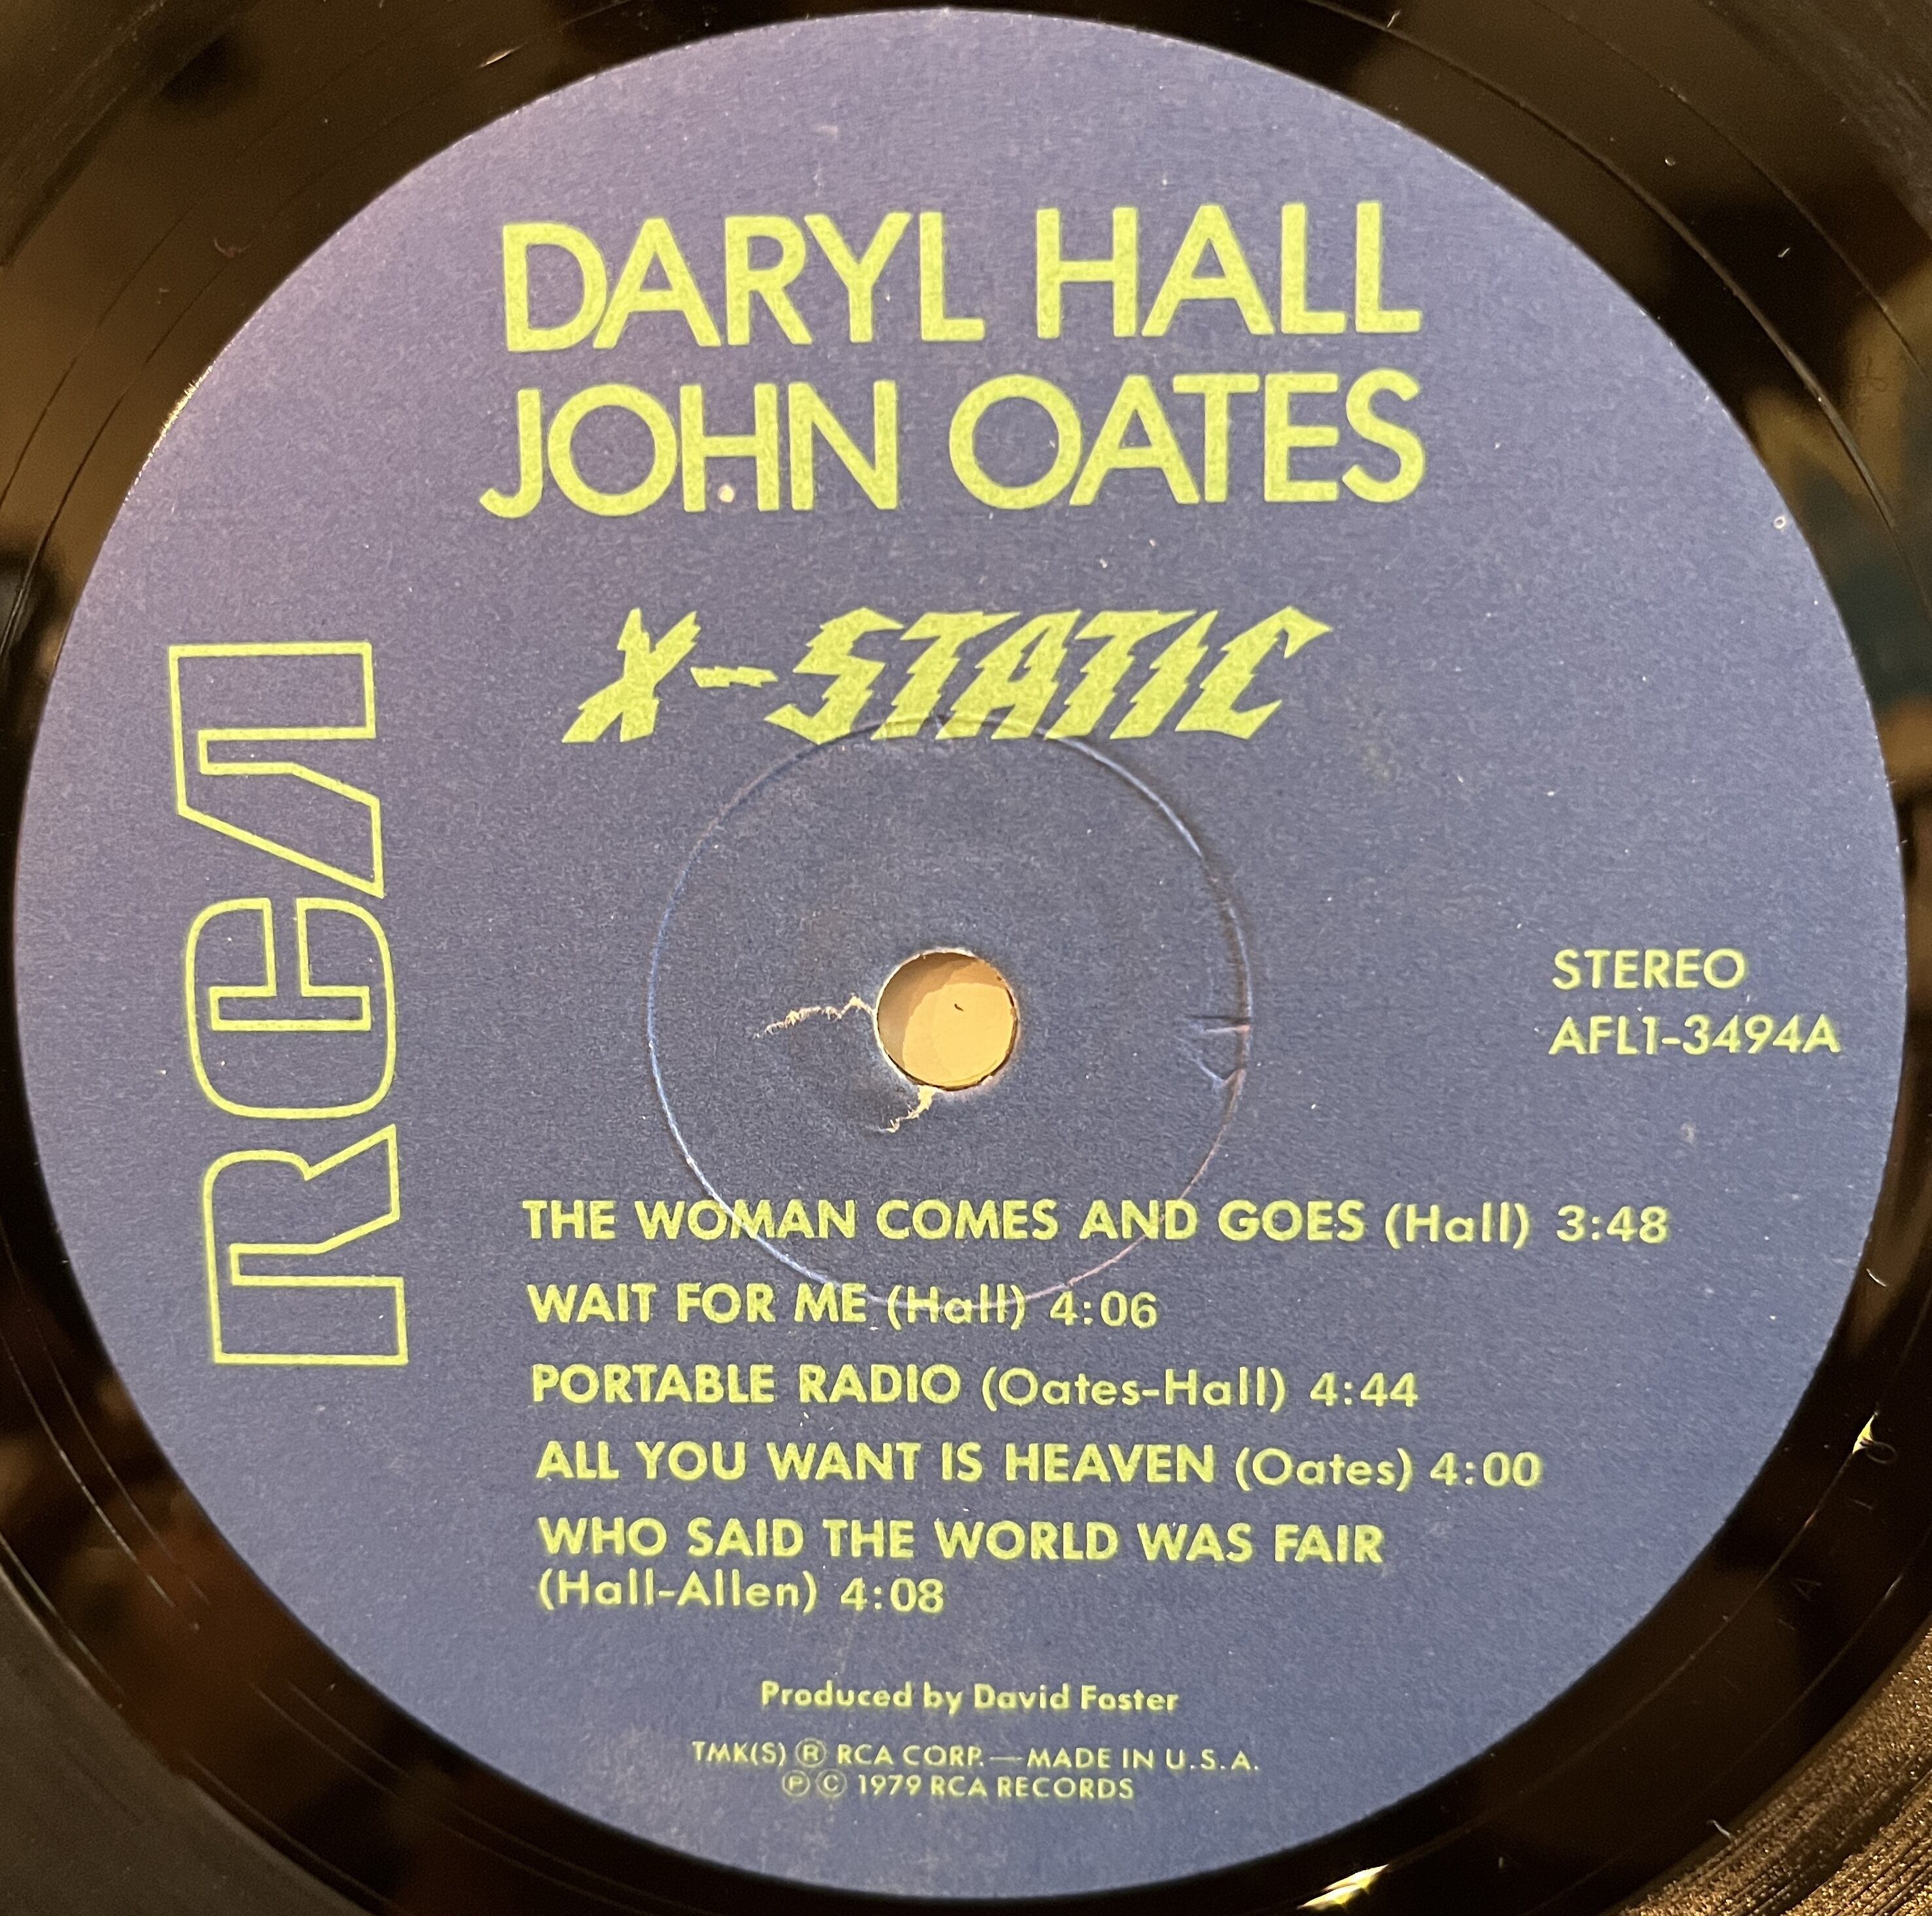 DARYL HALL
JOHN OATES
X-STATIC
RCA
STEREO
AFL1-3494A
THE WOMAN COMES AND GOES (Hall) 3:48
WAIT FOR ME (Hall) 4:06
PORTABLE RADIO (Oates-Hall) 4:44
ALL YOU WANT IS HEAVEN (Oates) 4:00
WHO SAID THE WORLD WAS FAIR
(Hall-Allen) 4:08
Produced by David Foster
TMK(S) ® RCA CORP.—MADE IN U.S.A.
℗ © 1979 RCA RECORDS